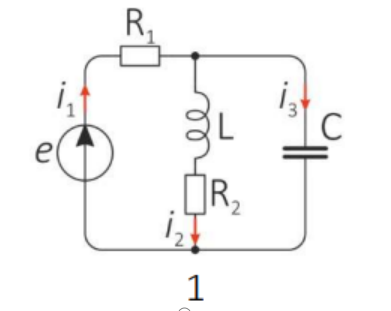 R₁
i₁
i₃
e
L
C
R₂
i₂
1